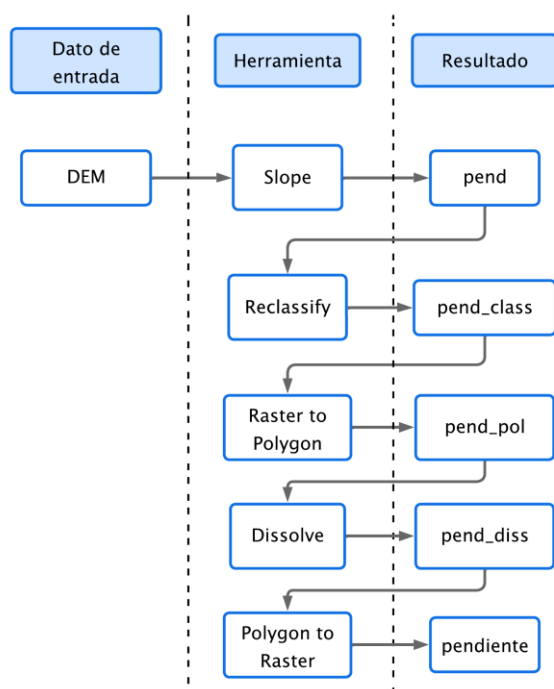 Dato de
entrada
Herramienta
Resultado
DEM
Slope
pend
Reclassify
pend_class
Raster to
Polygon
pend_pol
Dissolve
pend_diss
Polygon to
Raster
pendiente